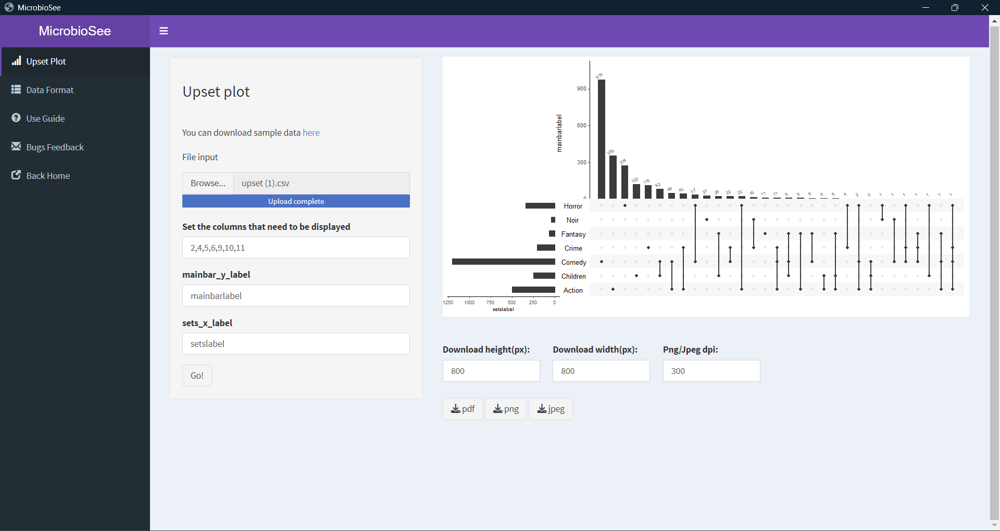 MicrobioSee
MicrobioSee
Upset Plot
Data Format
Use Guide
Bugs Feedback
Back Home
Upset plot
You can download sample data here
File input
Browse... upset (1).csv
Upload complete
Set the columns that need to be displayed
2,4,5,6,9,10,11
mainbar_y_label
mainbarlabel
sets_x_label
setslabel
Go!
mainbarlabel
900
600
300
0
974 353 274 122 113 82 48 43 37 27 24 22 22 15 11 11 9 9 8 6 5 4 2 2 1 1 1 1 1 1 1
Horror
Noir
Fantasy
Crime
Comedy
Children
Action
1250 1000 750 500 250 0
setslabel
Download height(px): Download width(px): Png/Jpeg dpi:
800 800 300
pdf png jpeg